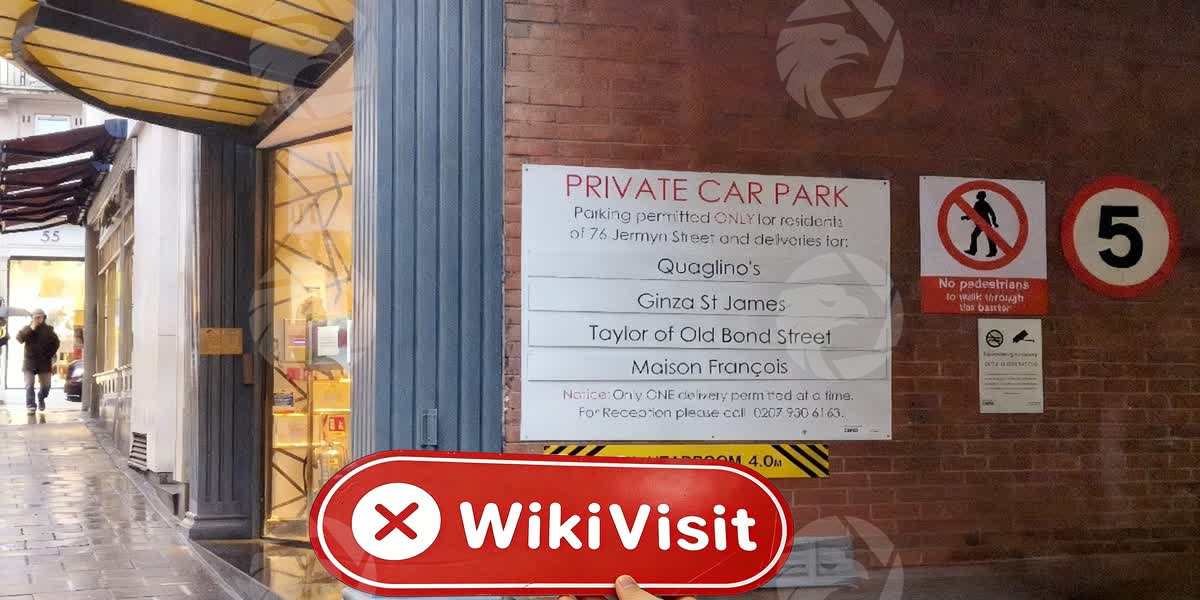 55
PRIVATE CAR PARK
Parking permitted ONLY for residents
of 76 Jermyn Street and deliveries for:
Quaglino's
Ginza St James
Taylor of Old Bond Street
Maison François
Notice: Only ONE delivery permitted at a time.
For Reception please call 0207 930 6163.
No pedestrians
to walk through
the barrier
5
HEADROOM 4.0M
WikiVisit